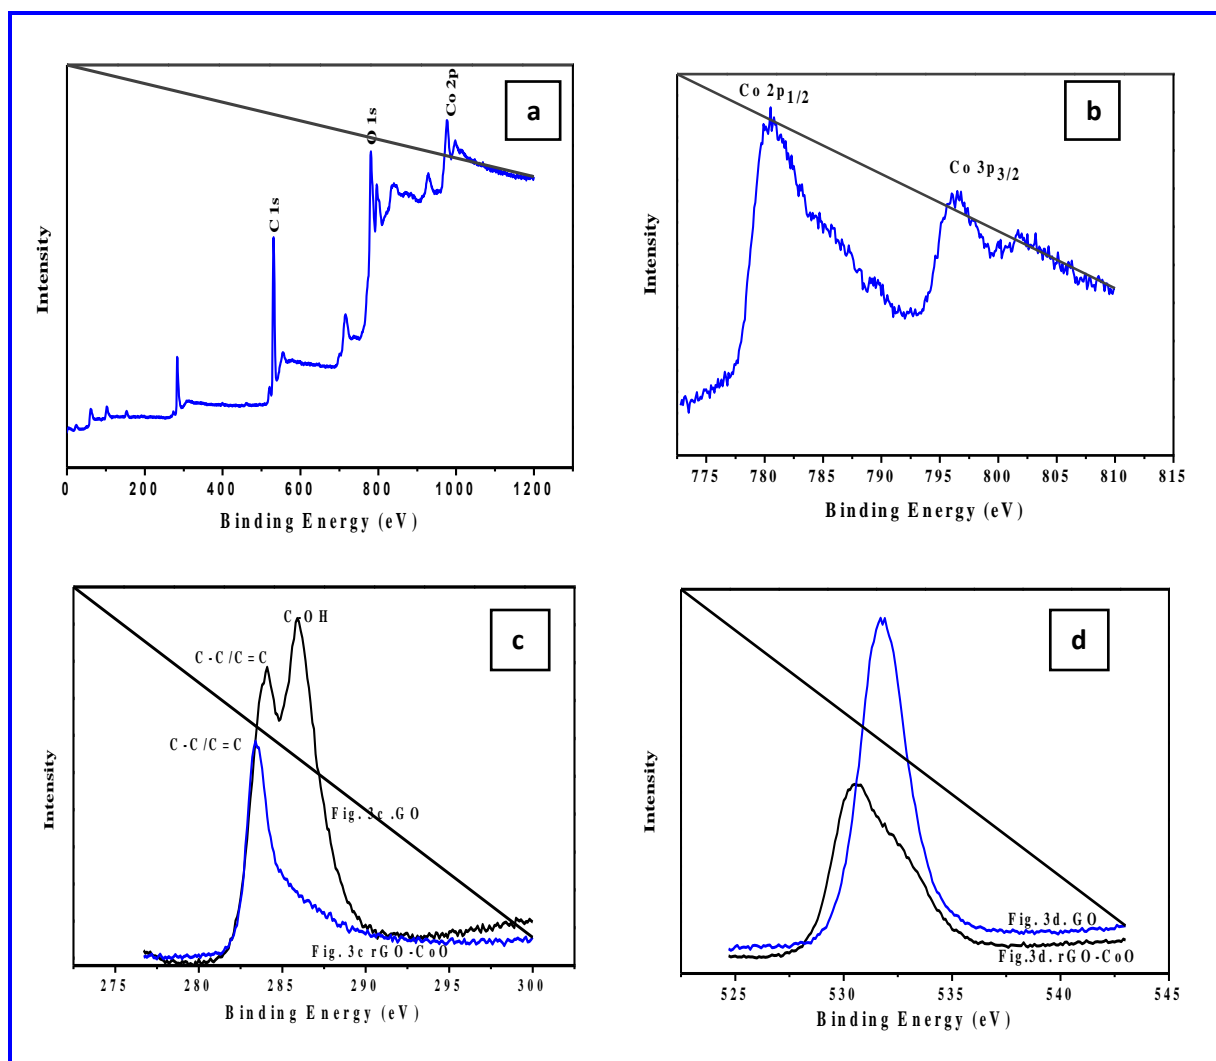 a
C 1s
O 1s
Co 2p
Intensity
0 200 400 600 800 1000 1200
Binding Energy (eV)
b
Co 2p1/2
Co 3p3/2
Intensity
775 780 785 790 795 800 805 810 815
Binding Energy (eV)
c
C-OH
C-C/C=C
C-C/C=C
Fig. 3c .GO
Fig. 3c rGO-CoO
Intensity
275 280 285 290 295 300
Binding Energy (eV)
d
Fig. 3d. GO
Fig.3d. rGO-CoO
Intensity
525 530 535 540 545
Binding Energy (eV)